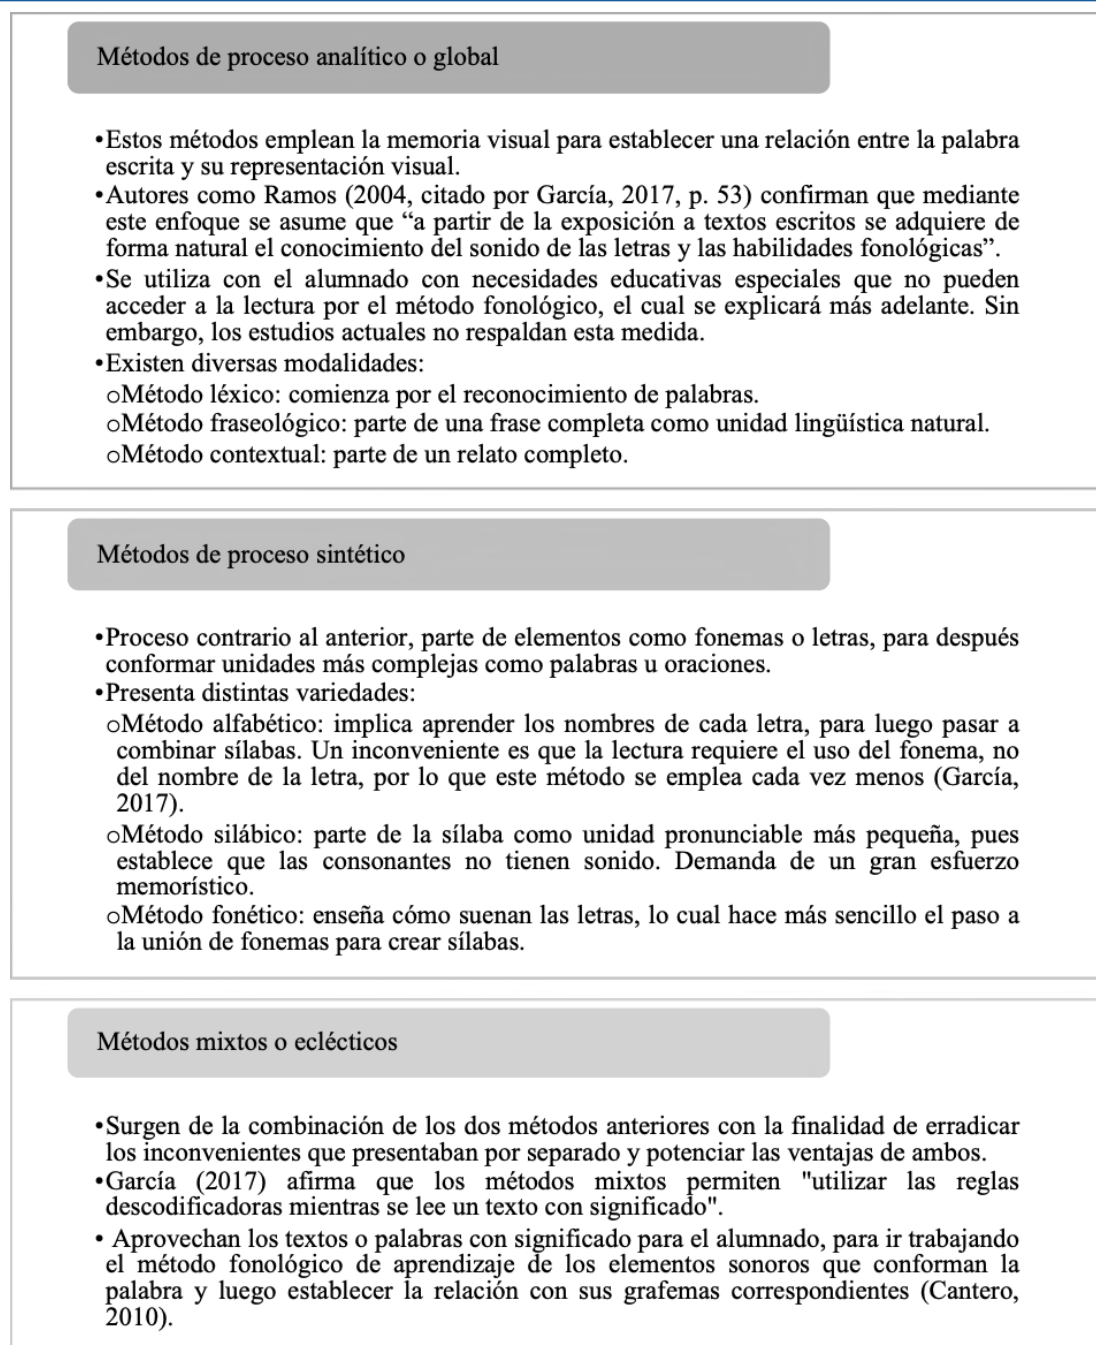 Métodos de proceso analítico o global
•Estos métodos emplean la memoria visual para establecer una relación entre la palabra
escrita y su representación visual.
•Autores como Ramos (2004, citado por García, 2017, p. 53) confirman que mediante
este enfoque se asume que “a partir de la exposición a textos escritos se adquiere de
forma natural el conocimiento del sonido de las letras y las habilidades fonológicas”.
•Se utiliza con el alumnado con necesidades educativas especiales que no pueden
acceder a la lectura por el método fonológico, el cual se explicará más adelante. Sin
embargo, los estudios actuales no respaldan esta medida.
•Existen diversas modalidades:
oMétodo léxico: comienza por el reconocimiento de palabras.
oMétodo fraseológico: parte de una frase completa como unidad lingüística natural.
oMétodo contextual: parte de un relato completo.
Métodos de proceso sintético
•Proceso contrario al anterior, parte de elementos como fonemas o letras, para después
conformar unidades más complejas como palabras u oraciones.
•Presenta distintas variedades:
oMétodo alfabético: implica aprender los nombres de cada letra, para luego pasar a
combinar sílabas. Un inconveniente es que la lectura requiere el uso del fonema, no
del nombre de la letra, por lo que este método se emplea cada vez menos (García,
2017).
oMétodo silábico: parte de la sílaba como unidad pronunciable más pequeña, pues
establece que las consonantes no tienen sonido. Demanda de un gran esfuerzo
memorístico.
oMétodo fonético: enseña cómo suenan las letras, lo cual hace más sencillo el paso a
la unión de fonemas para crear sílabas.
Métodos mixtos o eclécticos
•Surgen de la combinación de los dos métodos anteriores con la finalidad de erradicar
los inconvenientes que presentaban por separado y potenciar las ventajas de ambos.
•García (2017) afirma que los métodos mixtos permiten "utilizar las reglas
descodificadoras mientras se lee un texto con significado".
• Aprovechan los textos o palabras con significado para el alumnado, para ir trabajando
el método fonológico de aprendizaje de los elementos sonoros que conforman la
palabra y luego establecer la relación con sus grafemas correspondientes (Cantero,
2010).